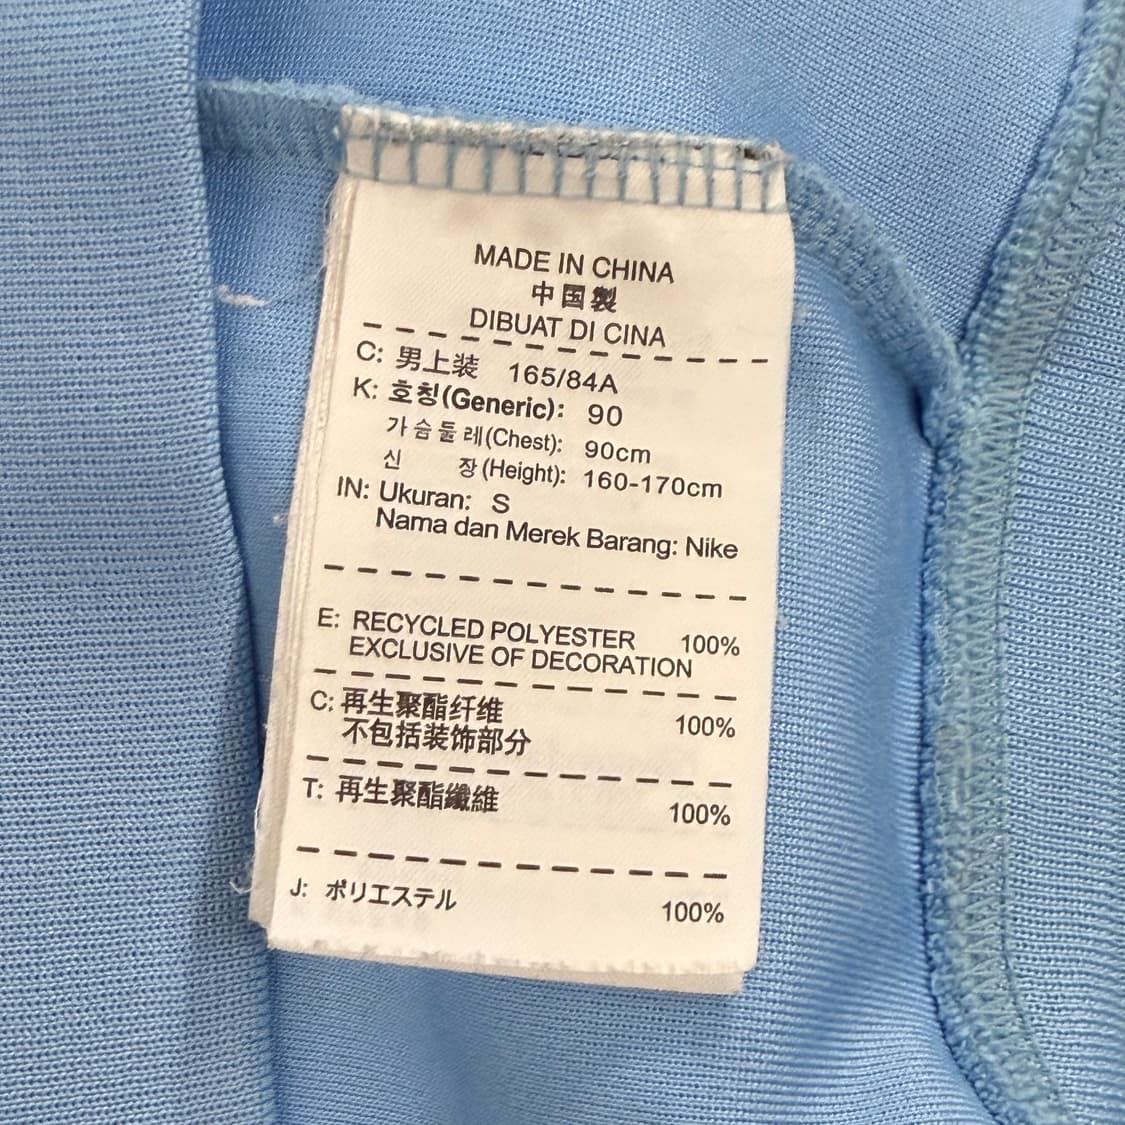 MADE IN CHINA
中国製
DIBUAT DI CINA
C: 男上装 165/84A
K: 호칭(Generic): 90
가슴둘레(Chest): 90cm
신 장(Height): 160-170cm
IN: Ukuran: S
Nama dan Merek Barang: Nike
E: RECYCLED POLYESTER 100%
EXCLUSIVE OF DECORATION
C: 再生聚酯纤维 100%
不包括装饰部分
T: 再生聚酯纖維 100%
J: ポリエステル 100%